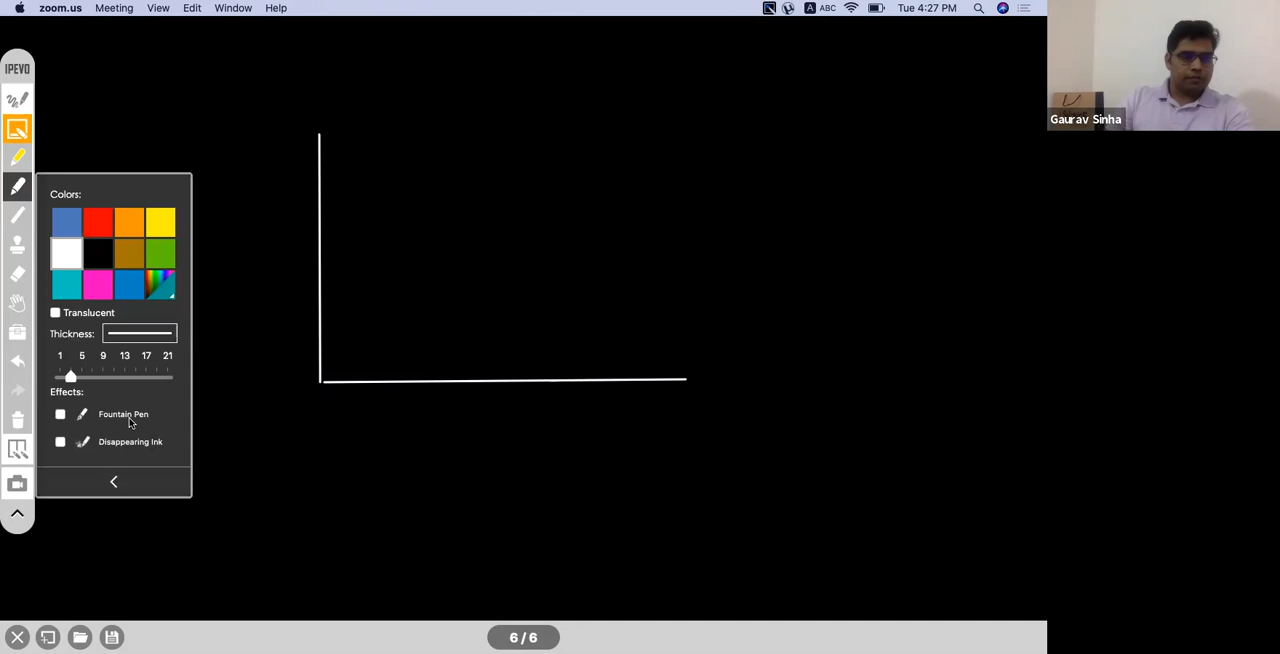 zoom.us Meeting View Edit Window Help A ABC Tue 4:27 PM
IPEVO
Gaurav Sinha
Colors:
Translucent
Thickness:
1 5 9 13 17 21
Effects:
Fountain Pen
Disappearing Ink
6 / 6